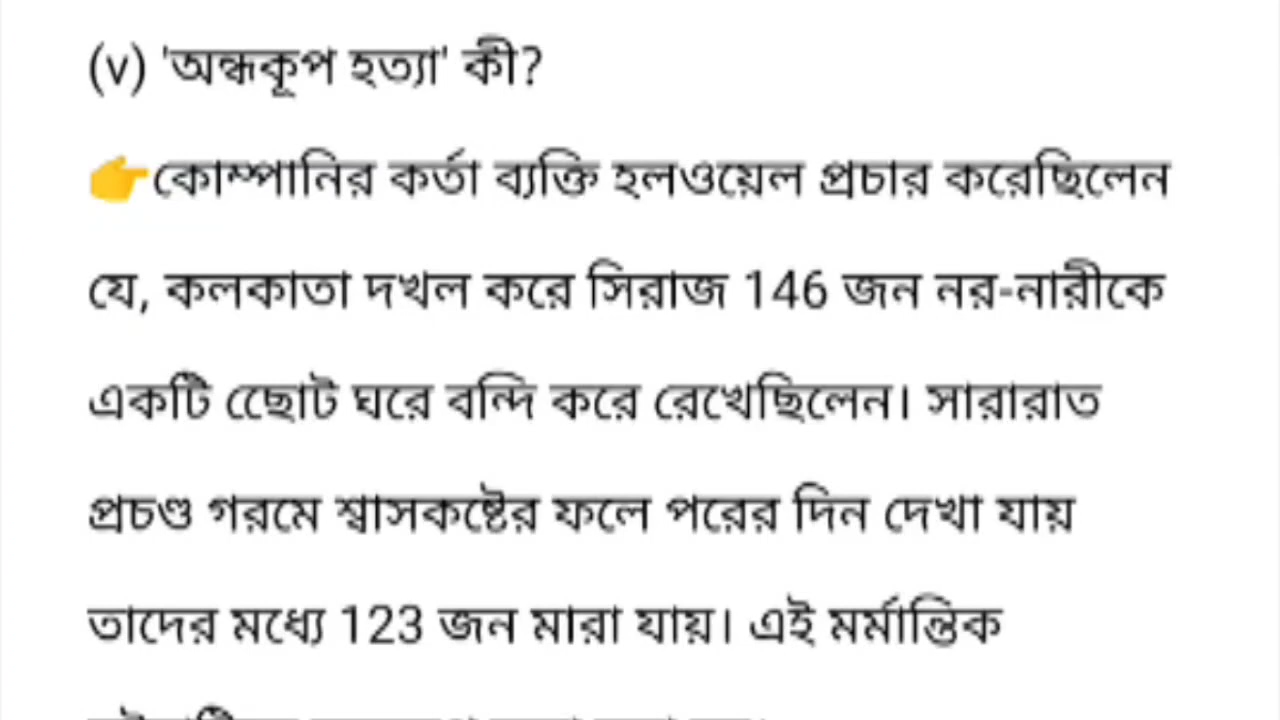 (v) 'অন্ধকূপ হত্যা' কী?
👉কোম্পানির কর্তা ব্যক্তি হলওয়েল প্রচার করেছিলেন
যে, কলকাতা দখল করে সিরাজ 146 জন নর-নারীকে
একটি ছোেট ঘরে বন্দি করে রেখেছিলেন। সারারাত
প্রচণ্ড গরমে শ্বাসকষ্টের ফলে পরের দিন দেখা যায়
তাদের মধ্যে 123 জন মারা যায়। এই মর্মান্তিক